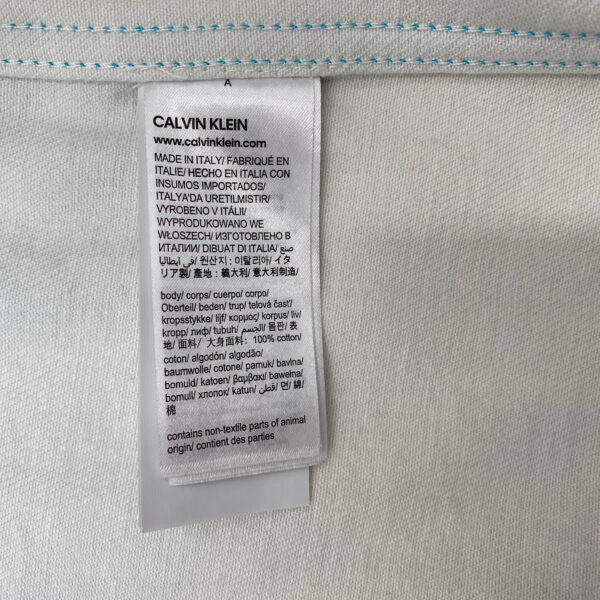 A
CALVIN KLEIN
www.calvinklein.com
MADE IN ITALY/ FABRIQUÉ EN
ITALIE/ HECHO EN ITALIA CON
INSUMOS IMPORTADOS/
ITALYA'DA URETILMISTIR/
VYROBENO V ITÁLII/
WYPRODUKOWANO WE
WŁOSZECH/ ИЗГОТОВЛЕНО В
ИТАЛИИ/ DIBUAT DI ITALIA/ صنع
في ايطاليا/ 원산지 : 이탈리아/ イタ
リア製/ 產地 : 義大利/ 意大利制造/
body/ corps/ cuerpo/ corpo/
Oberteil/ beden/ trup/ telová časť/
kropsstykke/ lijf/ κορμος/ korpus/ liv/
kropp/ лиф/ tubuh/ الجسم/ 몸판/ 表
地/ 面料/ 大身面料/ 100% cotton/
coton/ algodón/ algodão/
baumwolle/ cotone/ pamuk/ bavlna/
bomuld/ katoen/ βαμβακι/ bawełna/
bomull/ хлопок/ katun/ قطن/ 면/ 綿/
棉
contains non-textile parts of animal
origin/ contient des parties